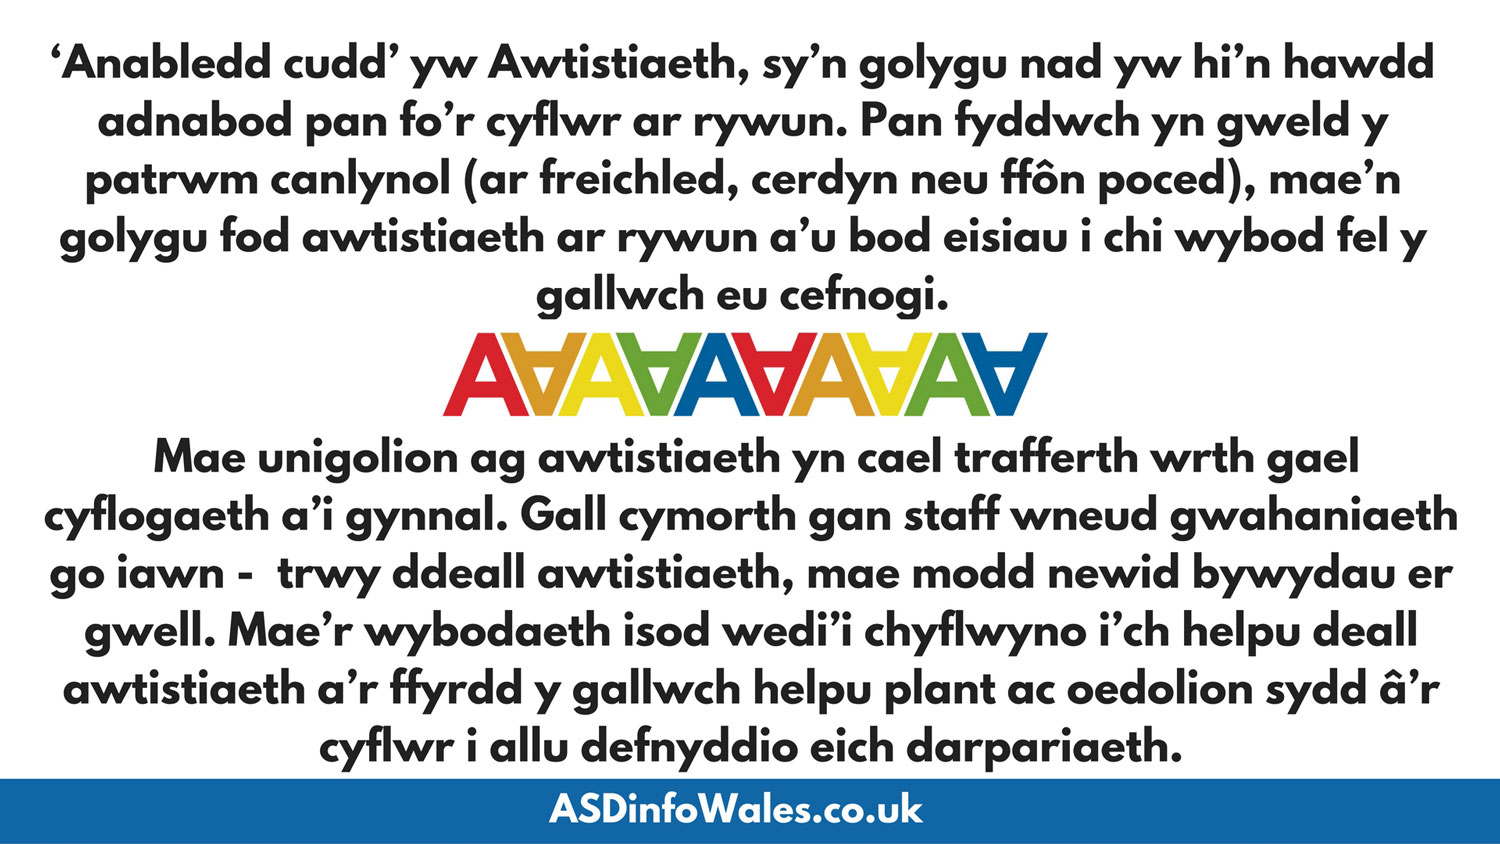 ‘Anabledd cudd’ yw Awtistiaeth, sy’n golygu nad yw hi’n hawdd
adnabod pan fo’r cyflwr ar rywun. Pan fyddwch yn gweld y
patrwm canlynol (ar freichled, cerdyn neu ffôn poced), mae’n
golygu fod awtistiaeth ar rywun a’u bod eisiau i chi wybod fel y
gallwch eu cefnogi.
Mae unigolion ag awtistiaeth yn cael trafferth wrth gael
cyflogaeth a’i gynnal. Gall cymorth gan staff wneud gwahaniaeth
go iawn -  trwy ddeall awtistiaeth, mae modd newid bywydau er
gwell. Mae’r wybodaeth isod wedi’i chyflwyno i’ch helpu deall
awtistiaeth a’r ffyrdd y gallwch helpu plant ac oedolion sydd â’r
cyflwr i allu defnyddio eich darpariaeth.
ASDinfoWales.co.uk